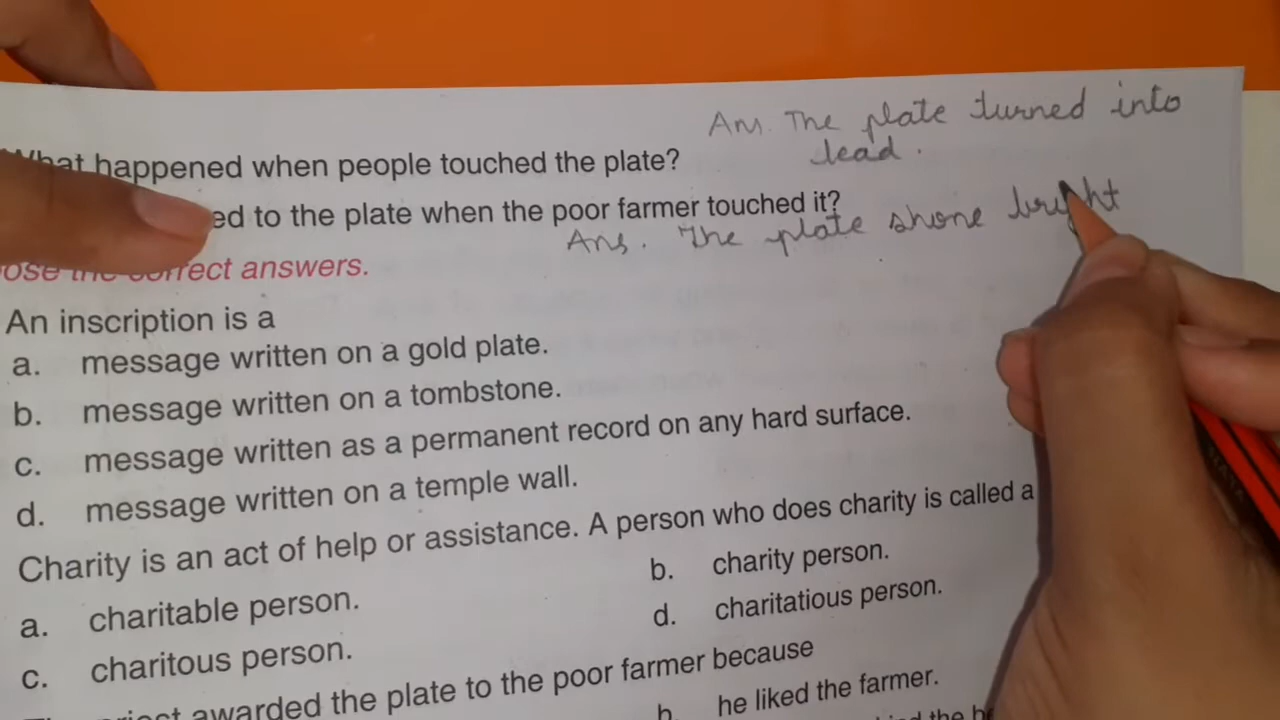 Ans. The plate turned into
lead.
What happened when people touched the plate?
ed to the plate when the poor farmer touched it?
Ans. The plate shone bright
ose the correct answers.
An inscription is a
a. message written on a gold plate.
b. message written on a tombstone.
c. message written as a permanent record on any hard surface.
d. message written on a temple wall.
Charity is an act of help or assistance. A person who does charity is called a
a. charitable person.
b. charity person.
c. charitous person.
d. charitatious person.
awarded the plate to the poor farmer because
b. he liked the farmer.